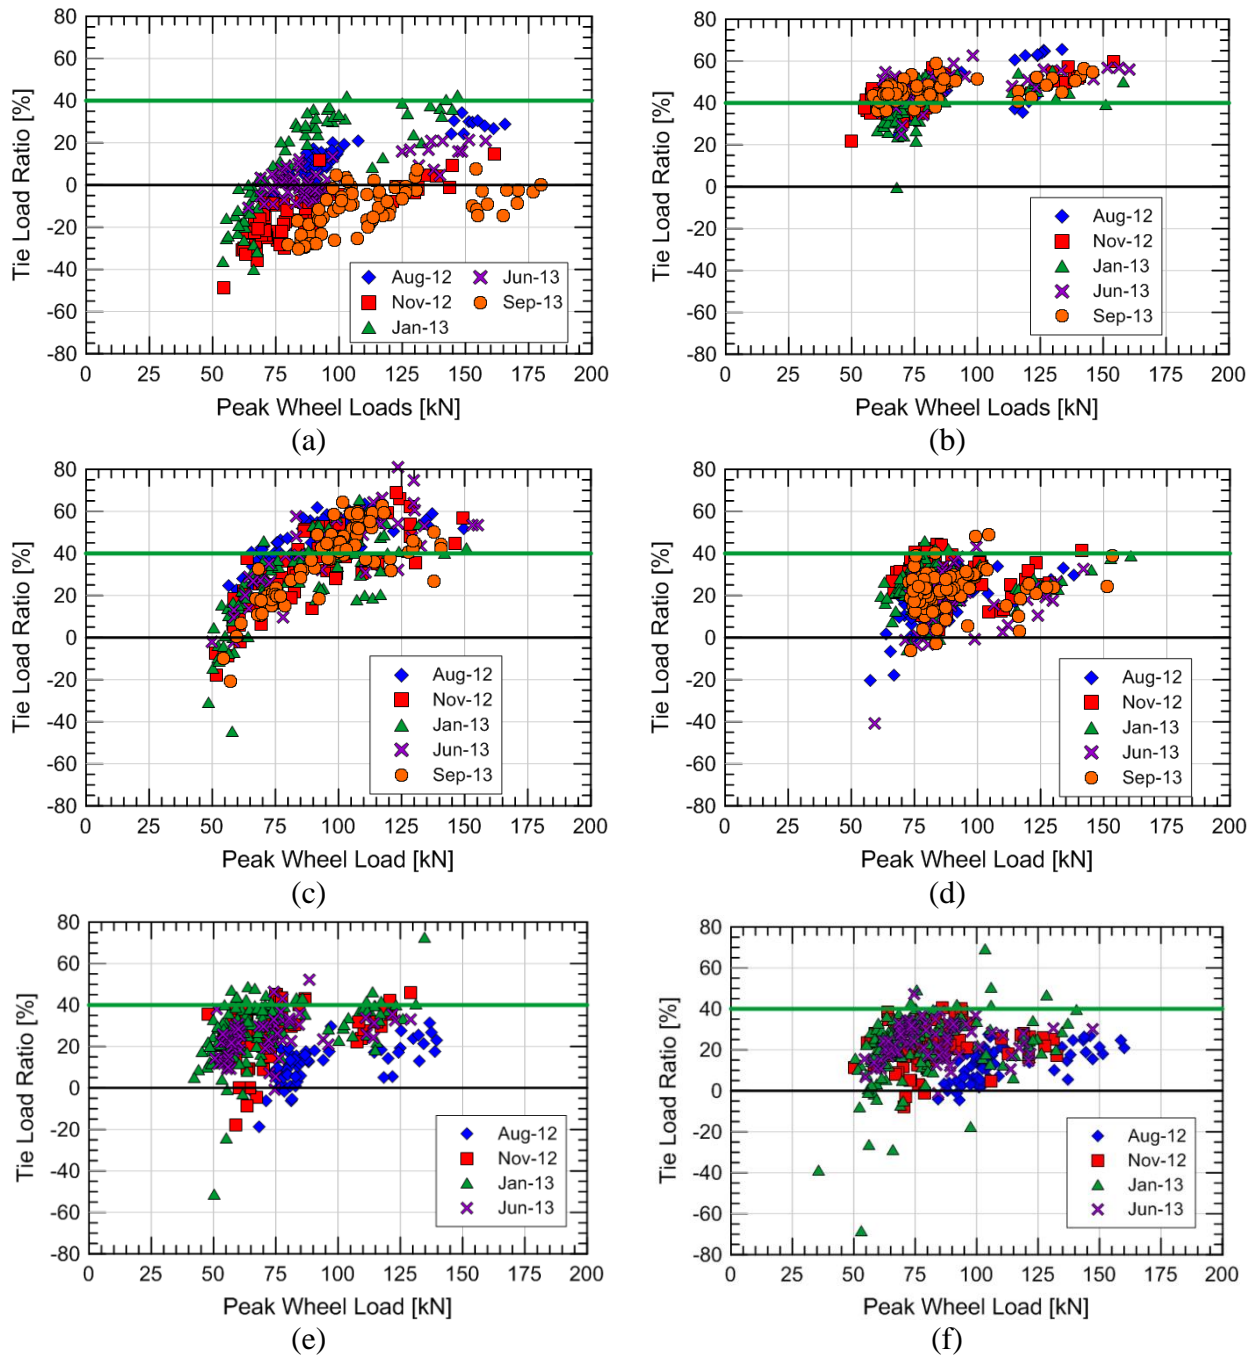 80
60
40
20
0
-20
-40
-60
-80
Tie Load Ratio [%]
Aug-12
Nov-12
Jan-13
Jun-13
Sep-13
0 25 50 75 100 125 150 175 200
Peak Wheel Loads [kN]
(a)
80
60
40
20
0
-20
-40
-60
-80
Tie Load Ratio [%]
Aug-12
Nov-12
Jan-13
Jun-13
Sep-13
0 25 50 75 100 125 150 175 200
Peak Wheel Loads [kN]
(b)
80
60
40
20
0
-20
-40
-60
-80
Tie Load Ratio [%]
Aug-12
Nov-12
Jan-13
Jun-13
Sep-13
0 25 50 75 100 125 150 175 200
Peak Wheel Load [kN]
(c)
80
60
40
20
0
-20
-40
-60
-80
Tie Load Ratio [%]
Aug-12
Nov-12
Jan-13
Jun-13
Sep-13
0 25 50 75 100 125 150 175 200
Peak Wheel Load [kN]
(d)
80
60
40
20
0
-20
-40
-60
-80
Tie Load Ratio [%]
Aug-12
Nov-12
Jan-13
Jun-13
0 25 50 75 100 125 150 175 200
Peak Wheel Load [kN]
(e)
80
60
40
20
0
-20
-40
-60
-80
Tie Load Ratio [%]
Aug-12
Nov-12
Jan-13
Jun-13
0 25 50 75 100 125 150 175 200
Peak Wheel Load [kN]
(f)